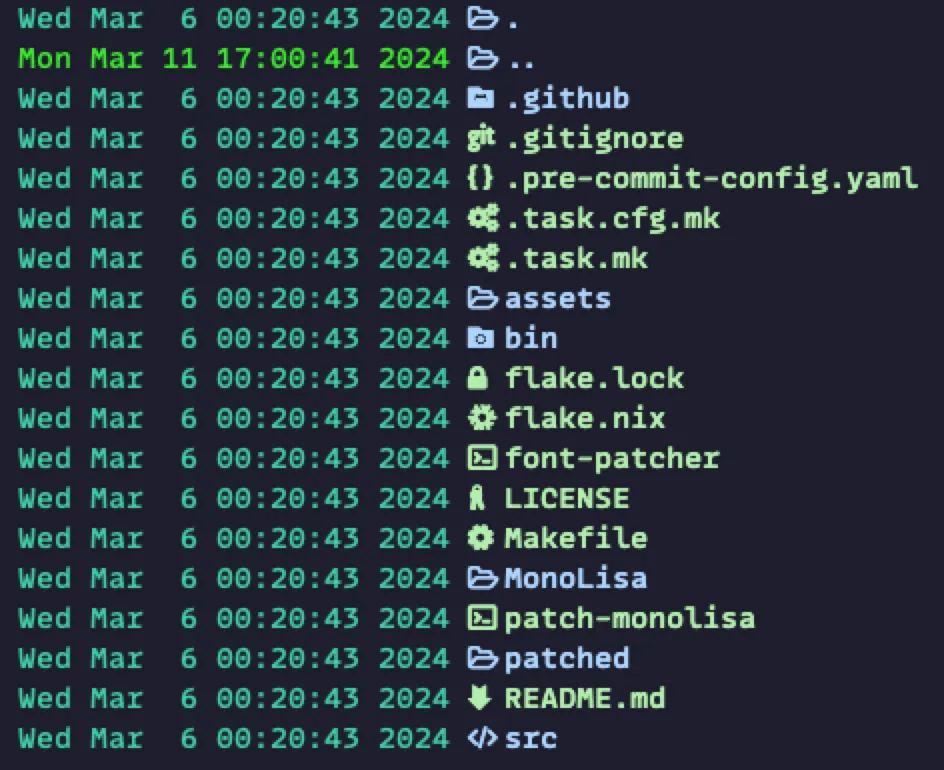 Wed Mar  6 00:20:43 2024 .
Mon Mar 11 17:00:41 2024 ..
Wed Mar  6 00:20:43 2024 .github
Wed Mar  6 00:20:43 2024 git .gitignore
Wed Mar  6 00:20:43 2024 {} .pre-commit-config.yaml
Wed Mar  6 00:20:43 2024 .task.cfg.mk
Wed Mar  6 00:20:43 2024 .task.mk
Wed Mar  6 00:20:43 2024 assets
Wed Mar  6 00:20:43 2024 bin
Wed Mar  6 00:20:43 2024 flake.lock
Wed Mar  6 00:20:43 2024 flake.nix
Wed Mar  6 00:20:43 2024 font-patcher
Wed Mar  6 00:20:43 2024 LICENSE
Wed Mar  6 00:20:43 2024 Makefile
Wed Mar  6 00:20:43 2024 MonoLisa
Wed Mar  6 00:20:43 2024 patch-monolisa
Wed Mar  6 00:20:43 2024 patched
Wed Mar  6 00:20:43 2024 README.md
Wed Mar  6 00:20:43 2024 </> src